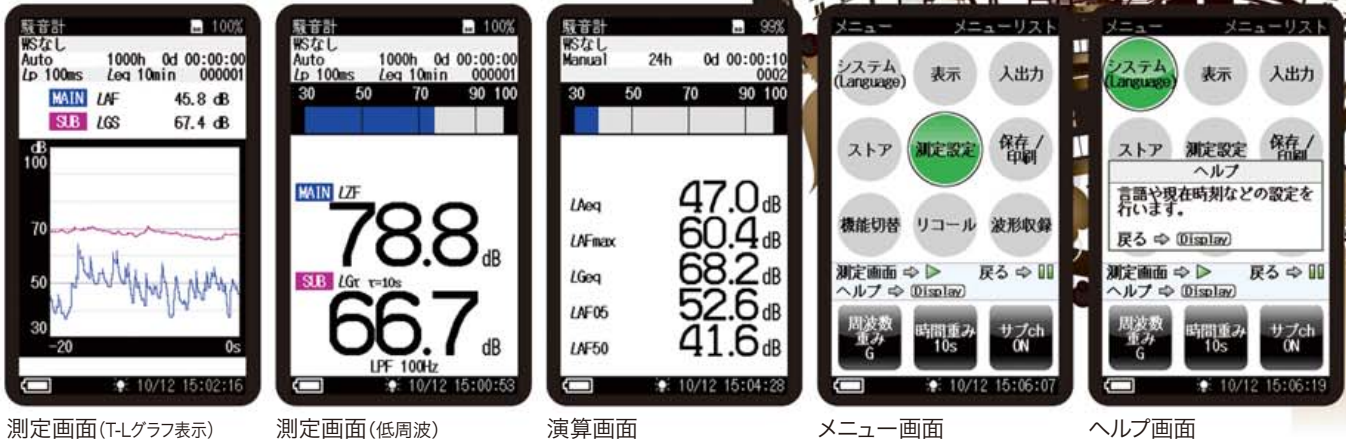 騒音計 100%
WSなし
Auto 1000h 0d 00:00:00
Lp 100ms Leq 10min 000001
MAIN LAF 45.8 dB
SUB LGS 67.4 dB
dB
100
70
50
30
-20 0s
10/12 15:02:16
測定画面(T-Lグラフ表示)
騒音計 100%
WSなし
Auto 1000h 0d 00:00:00
Lp 100ms Leq 10min 000001
30 50 70 90 100
MAIN LZF
78.8 dB
SUB LGτ τ=10s
66.7 dB
LPF 100Hz
10/12 15:00:53
測定画面(低周波)
騒音計 99%
WSなし
Manual 24h 0d 00:00:10
0002
30 50 70 90 100
LAeq 47.0 dB
LAFmax 60.4 dB
LGeq 68.2 dB
LAF05 52.6 dB
LAF50 41.6 dB
10/12 15:04:28
演算画面
メニュー メニューリスト
システム
(Language)
表示
入出力
ストア
測定設定
保存/
印刷
機能切替
リコール
波形収録
測定画面 ⇨ ▷ 戻る ⇨ ▯▯
ヘルプ ⇨ Display
周波数
重み
G
時間重み
10s
サブch
ON
10/12 15:06:07
メニュー画面
メニュー メニューリスト
システム
(Language)
表示
入出力
ストア
測定設定
保存/
印刷
ヘルプ
言語や現在時刻などの設定を
行います。
戻る ⇨ Display
測定画面 ⇨ ▷ 戻る ⇨ ▯▯
ヘルプ ⇨ Display
周波数
重み
G
時間重み
10s
サブch
ON
10/12 15:06:19
ヘルプ画面